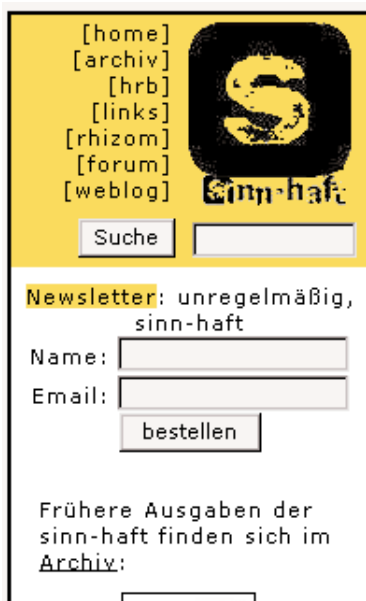 [home]
[archiv]
[hrb]
[links]
[rhizom]
[forum]
[weblog]
S
Sinn-haft
Suche
Newsletter: unregelmäßig,
sinn-haft
Name:
Email:
bestellen
Frühere Ausgaben der
sinn-haft finden sich im
Archiv: